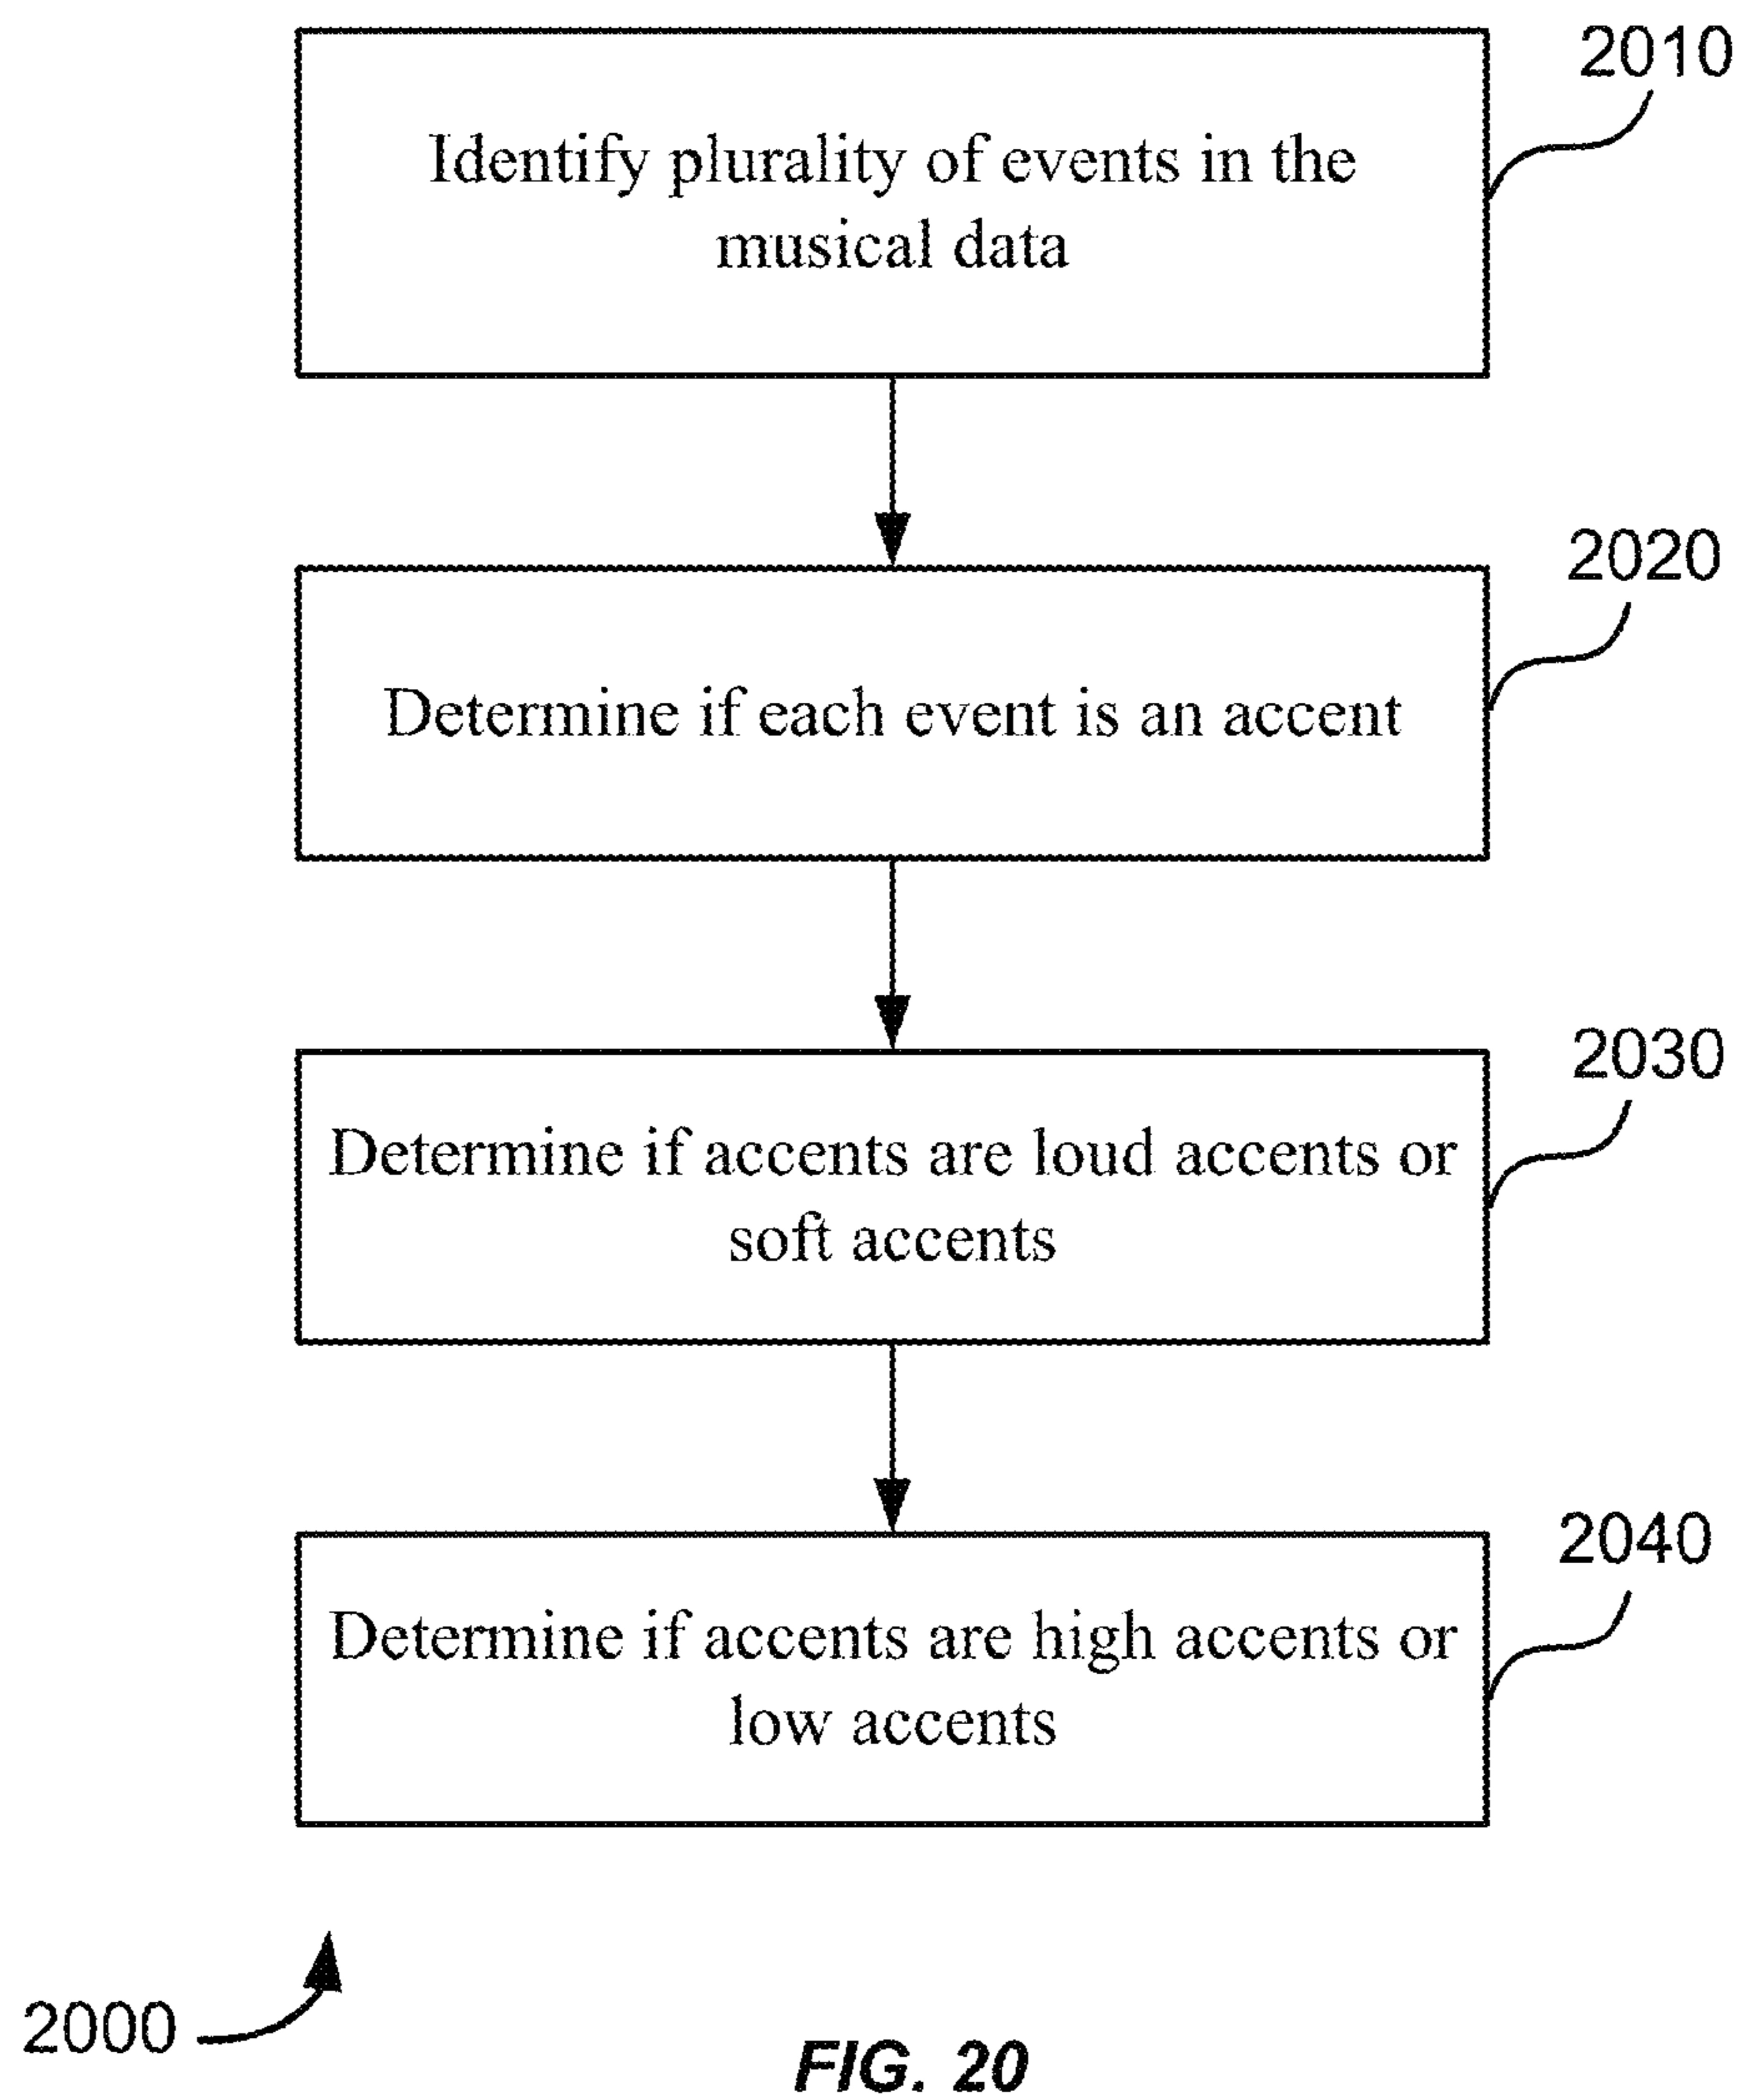 2010
Identify plurality of events in the
musical data
2020
Determine if each event is an accent
2030
Determine if accents are loud accents or
soft accents
2040
Determine if accents are high accents or
low accents
2000
FIG. 20